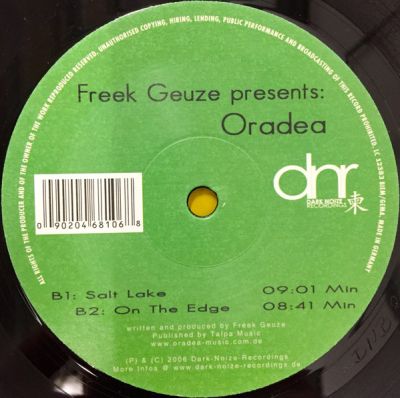 ALL RIGHTS OF THE PRODUCER AND OF THE OWNER OF THE WORK REPRODUCED RESERVED, UNAUTHORISED COPYING, HIRING, LENDING, PUBLIC PERFORMANCE AND BROADCASTING OF THIS RECORD PROHIBITED. LC 12383 BIEM/GEMA. MADE IN GERMANY
Freek Geuze presents:
Oradea
dnr
DARK NOIZE
RECORDINGS 東
0 90204 68106 8
B1: Salt Lake 09:01 Min
B2: On The Edge 08:41 Min
written and produced by Freek Geuze
Published by Talpa Music
www.oradea-music.com.de
(P) & (C) 2006 Dark-Noize-Recordings
More Infos @ www.dark-noize-recordings.de